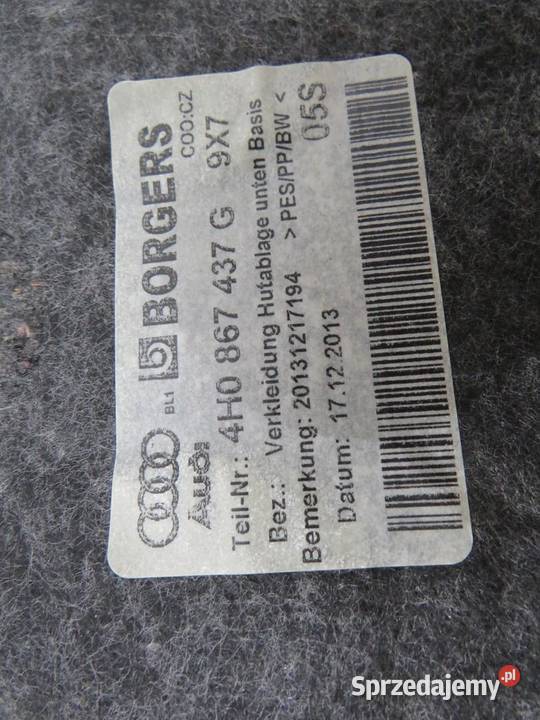 BL1 BORGERS
COO:CZ
Audi
Teil-Nr.: 4H0 867 437 G 9X7
Bez.: Verkleidung Hutablage unten Basis
Bemerkung: 20131217194 > PES/PP/BW <
Datum: 17.12.2013
05S
Sprzedajemy.pl